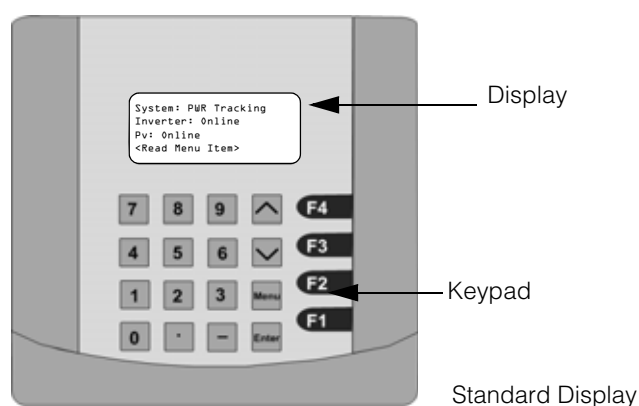 System: PWR Tracking
Inverter: Online
Pv: Online
<Read Menu Item>
Display
7 8 9 F4
4 5 6 F3
1 2 3 Menu F2
Keypad
0 . - Enter F1
Standard Display